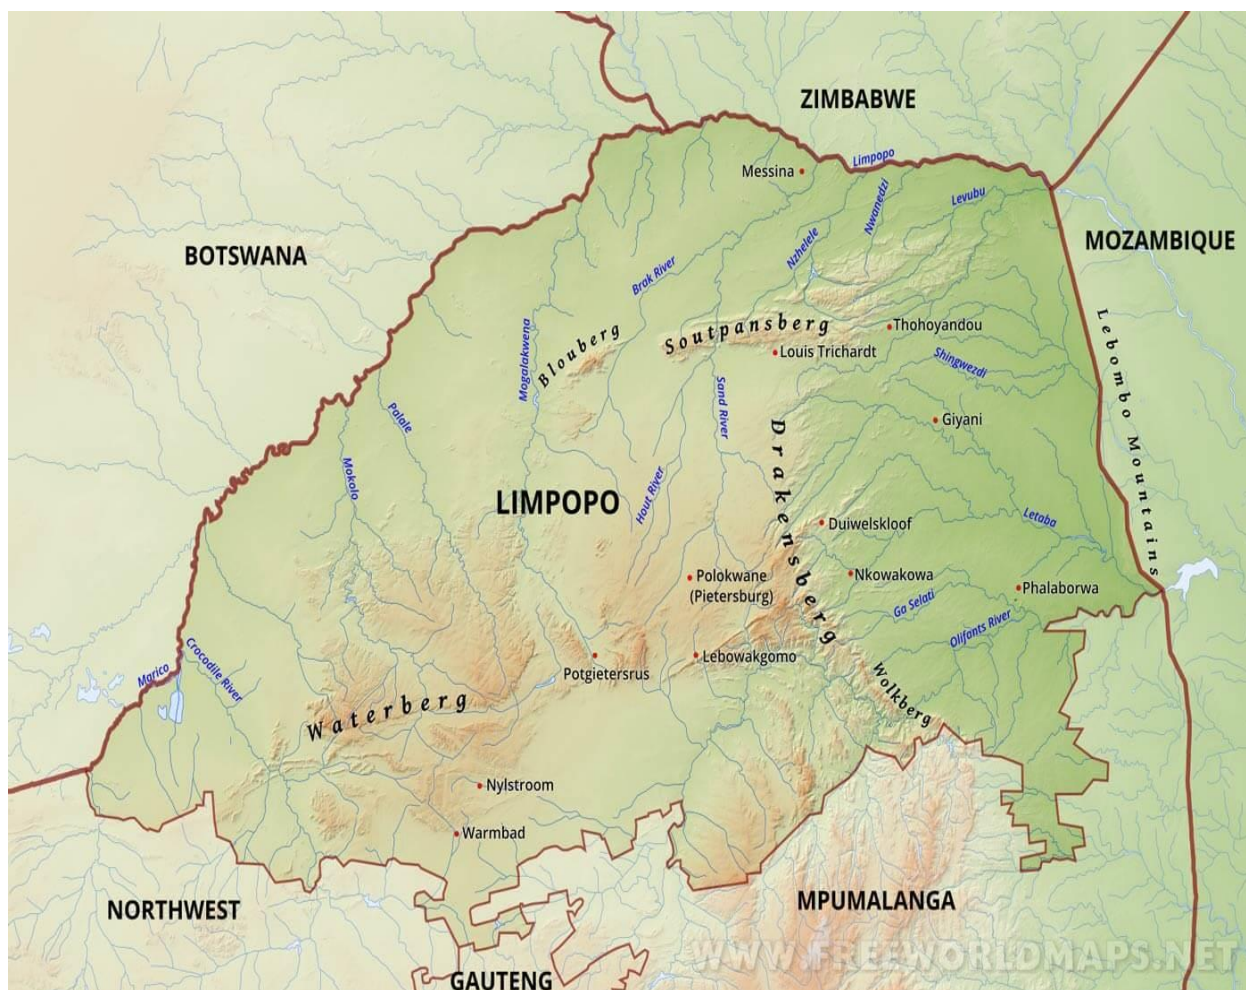 ZIMBABWE
Limpopo
Messina
Nwanedzi
Levubu
BOTSWANA
MOZAMBIQUE
Nzhelele
Brak River
Mogalakwena
Blouberg
Soutpansberg
Thohoyandou
Louis Trichardt
Lebombo Mountains
Shingwedzi
Palale
Sand River
Giyani
Drakensberg
Mokolo
LIMPOPO
Hout River
Duiwelskloof
Letaba
Polokwane
(Pietersburg)
Nkowakowa
Phalaborwa
Ga Selati
Olifants River
Marico
Crocodile River
Potgietersrus
Lebowakgomo
Wolkberg
Waterberg
Nylstroom
Warmbad
NORTHWEST
MPUMALANGA
GAUTENG
WWW.FREEWORLDMAPS.NET